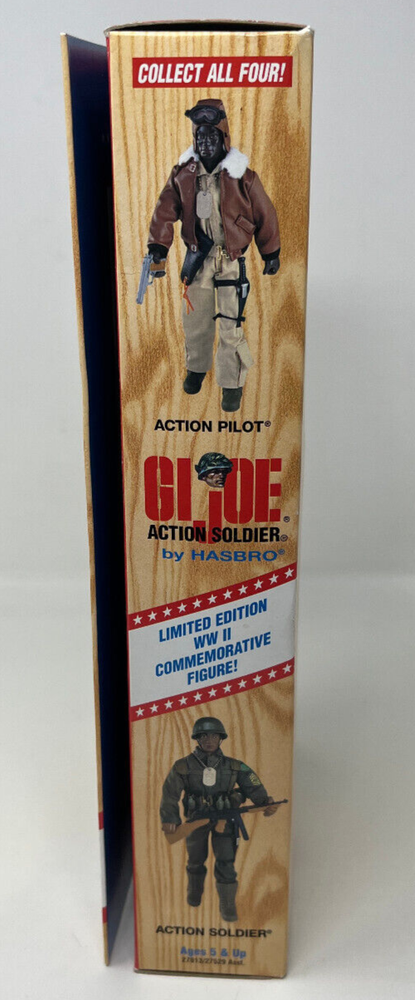 COLLECT ALL FOUR!
ACTION PILOT®
GI JOE®
ACTION SOLDIER®
by HASBRO®
LIMITED EDITION
WW II
COMMEMORATIVE
FIGURE!
ACTION SOLDIER®
Ages 5 & Up